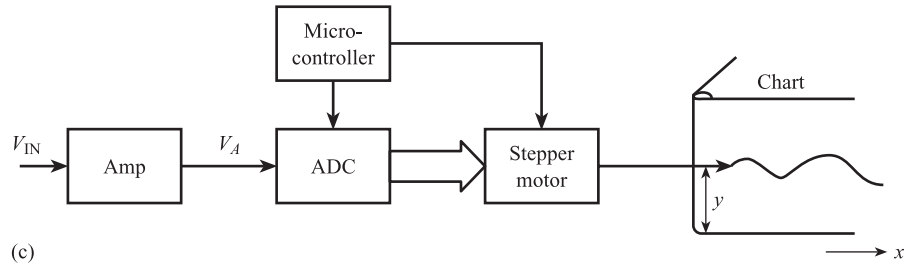 Micro-
controller
Chart
V_IN
V_A
Amp
ADC
Stepper
motor
y
(c)
x